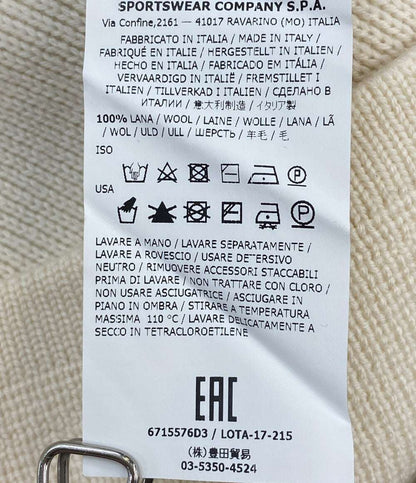 SPORTSWEAR COMPANY S.P.A.
Via Confine,2161 — 41017 RAVARINO (MO) ITALIA
FABBRICATO IN ITALIA / MADE IN ITALY /
FABRIQUÉ EN ITALIE / HERGESTELLT IN ITALIEN /
HECHO EN ITALIA / FABRICADO EM ITÁLIA /
VERVAARDIGD IN ITALIË / FREMSTILLET I
ITALIEN / TILLVERKAD I ITALIEN / СДЕЛАНО В
ИТАЛИИ / 意大利制造 / イタリア製
100% LANA / WOOL / LAINE / WOLLE / LANA / LÃ
/ WOL / ULD / ULL / ШЕРСТЬ / 羊毛 / 毛
ISO
P
USA
P
LAVARE A MANO / LAVARE SEPARATAMENTE /
LAVARE A ROVESCIO / USARE DETERSIVO
NEUTRO / RIMUOVERE ACCESSORI STACCABILI
PRIMA DI LAVARE / NON TRATTARE CON CLORO /
NON USARE ASCIUGATRICE / ASCIUGARE IN
PIANO IN OMBRA / STIRARE A TEMPERATURA
MASSIMA 110 °C / LAVARE DELICATAMENTE A
SECCO IN TETRACLOROETILENE
EAC
6715576D3 / LOTA-17-215
(株)豊田貿易
03-5350-4524